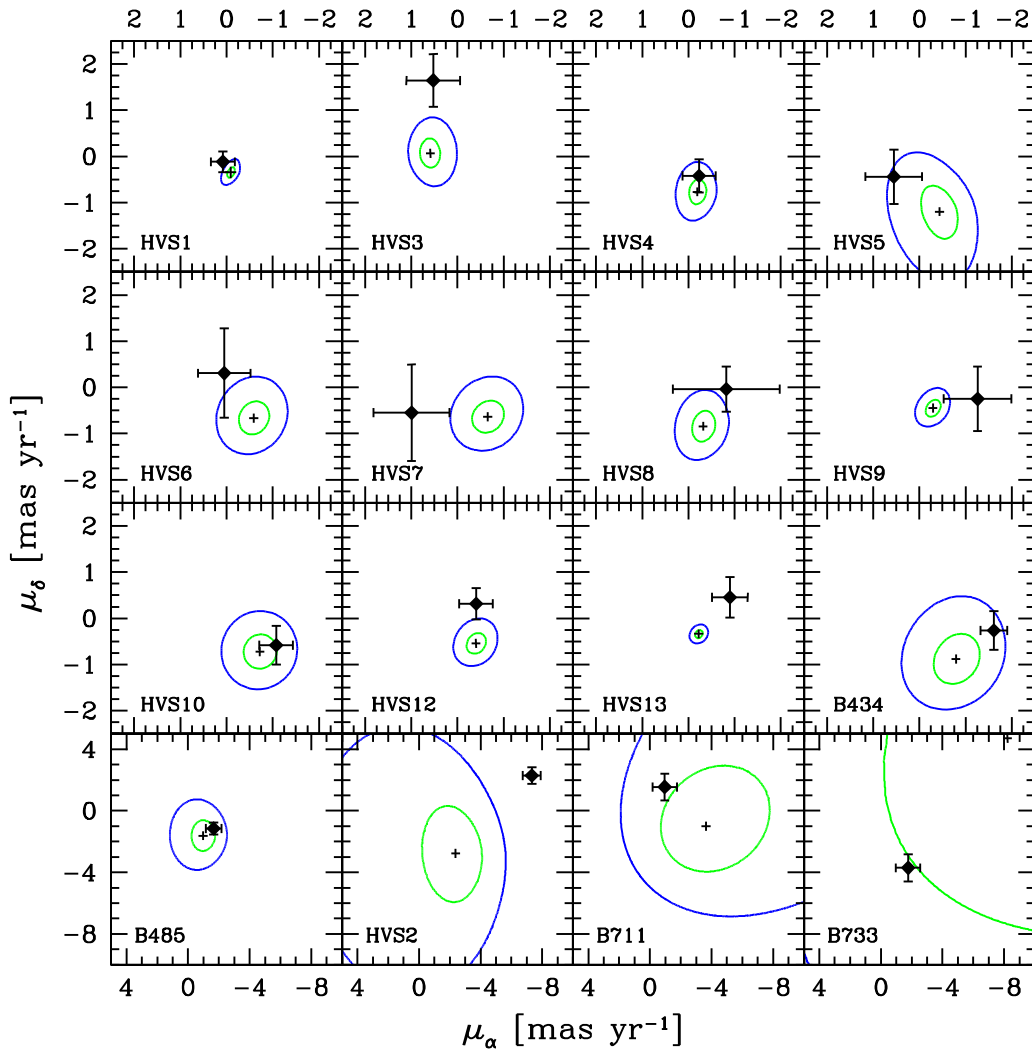 2 1 0 -1 -2 2 1 0 -1 -2 2 1 0 -1 -2 2 1 0 -1 -2
2
1
0
-1
-2
HVS1 HVS3 HVS4 HVS5
2
1
0
-1
-2
HVS6 HVS7 HVS8 HVS9
2
1
0
-1
-2
HVS10 HVS12 HVS13 B434
4
0
-4
-8
B485 HVS2 B711 B733
4 0 -4 -8 4 0 -4 -8 4 0 -4 -8 4 0 -4 -8
μα [mas yr⁻¹]
μδ [mas yr⁻¹]